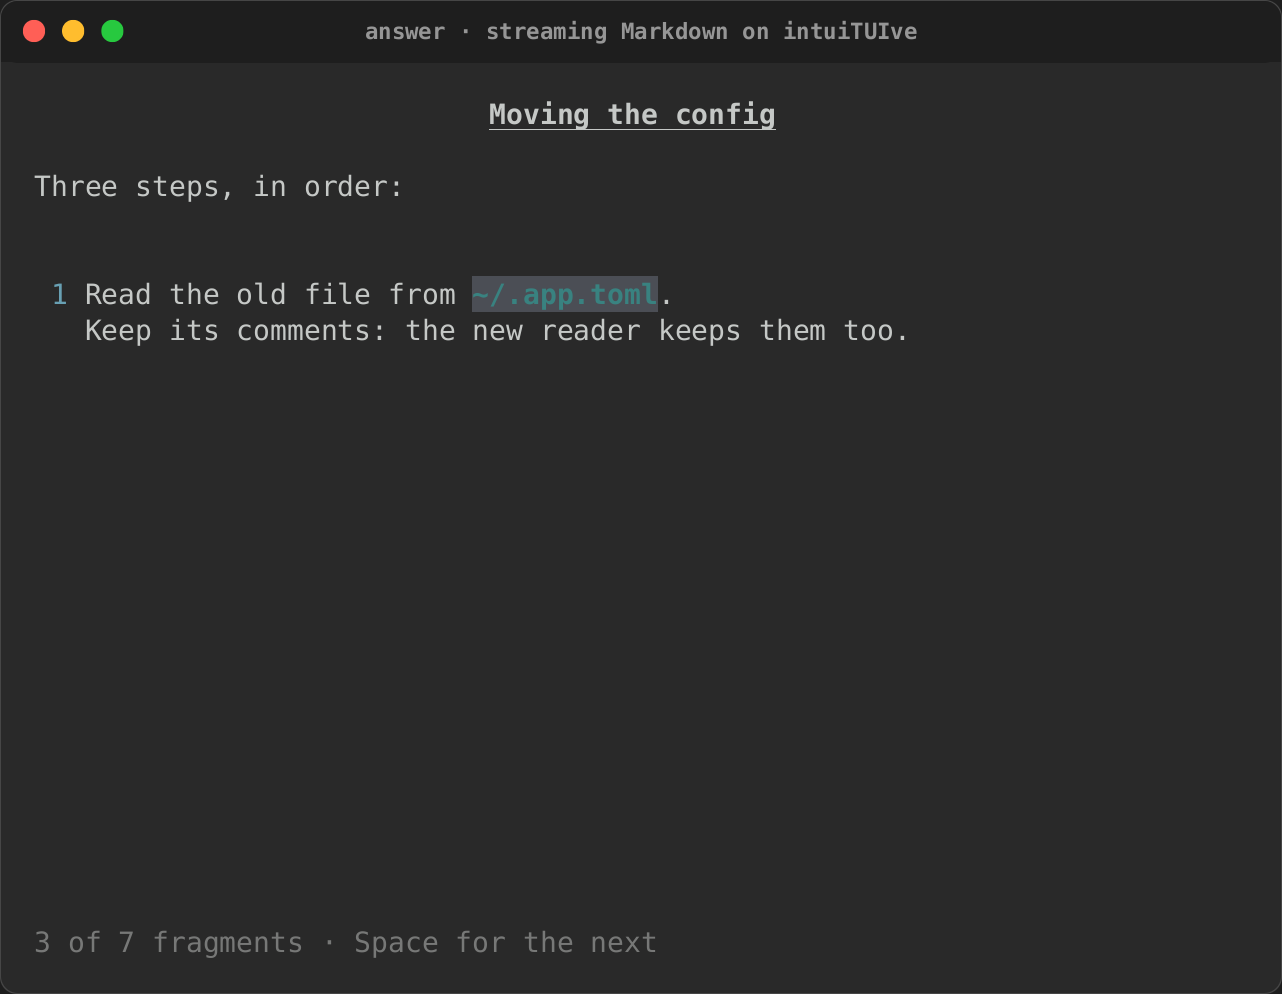 answer · streaming Markdown on intuiTUIve
Moving the config
Three steps, in order:
1 Read the old file from ~/.app.toml.
Keep its comments: the new reader keeps them too.
3 of 7 fragments · Space for the next